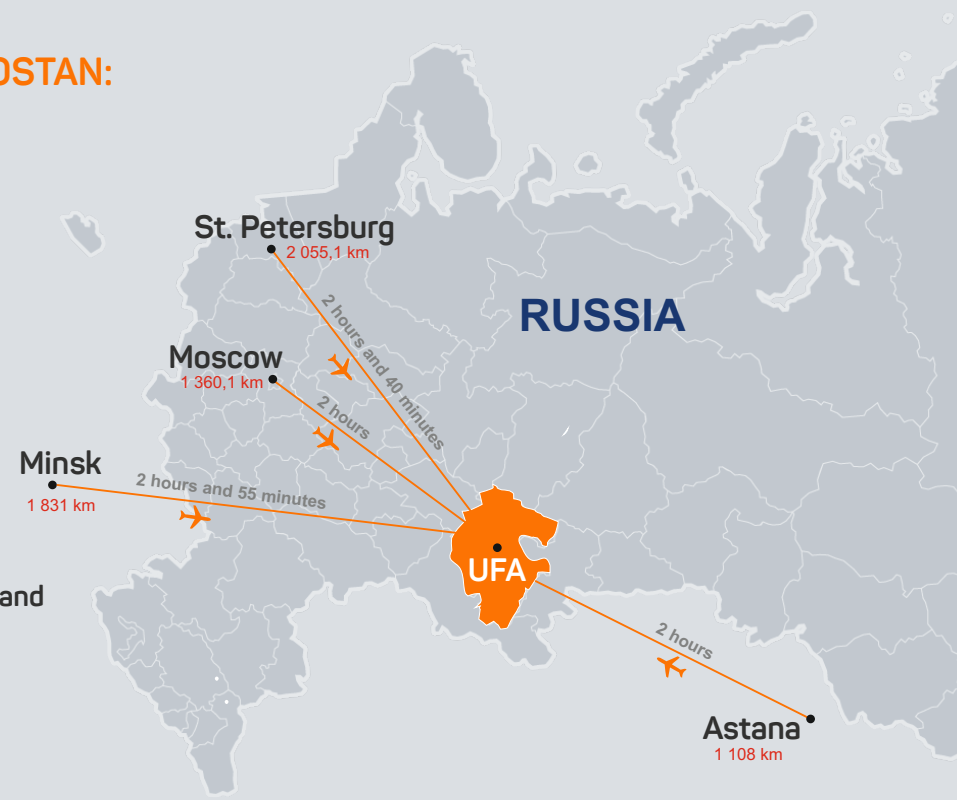 OSTAN:
St. Petersburg
2 055,1 km
2 hours and 40 minutes
RUSSIA
Moscow
1 360,1 km
2 hours
Minsk
1 831 km
2 hours and 55 minutes
UFA
and
2 hours
Astana
1 108 km